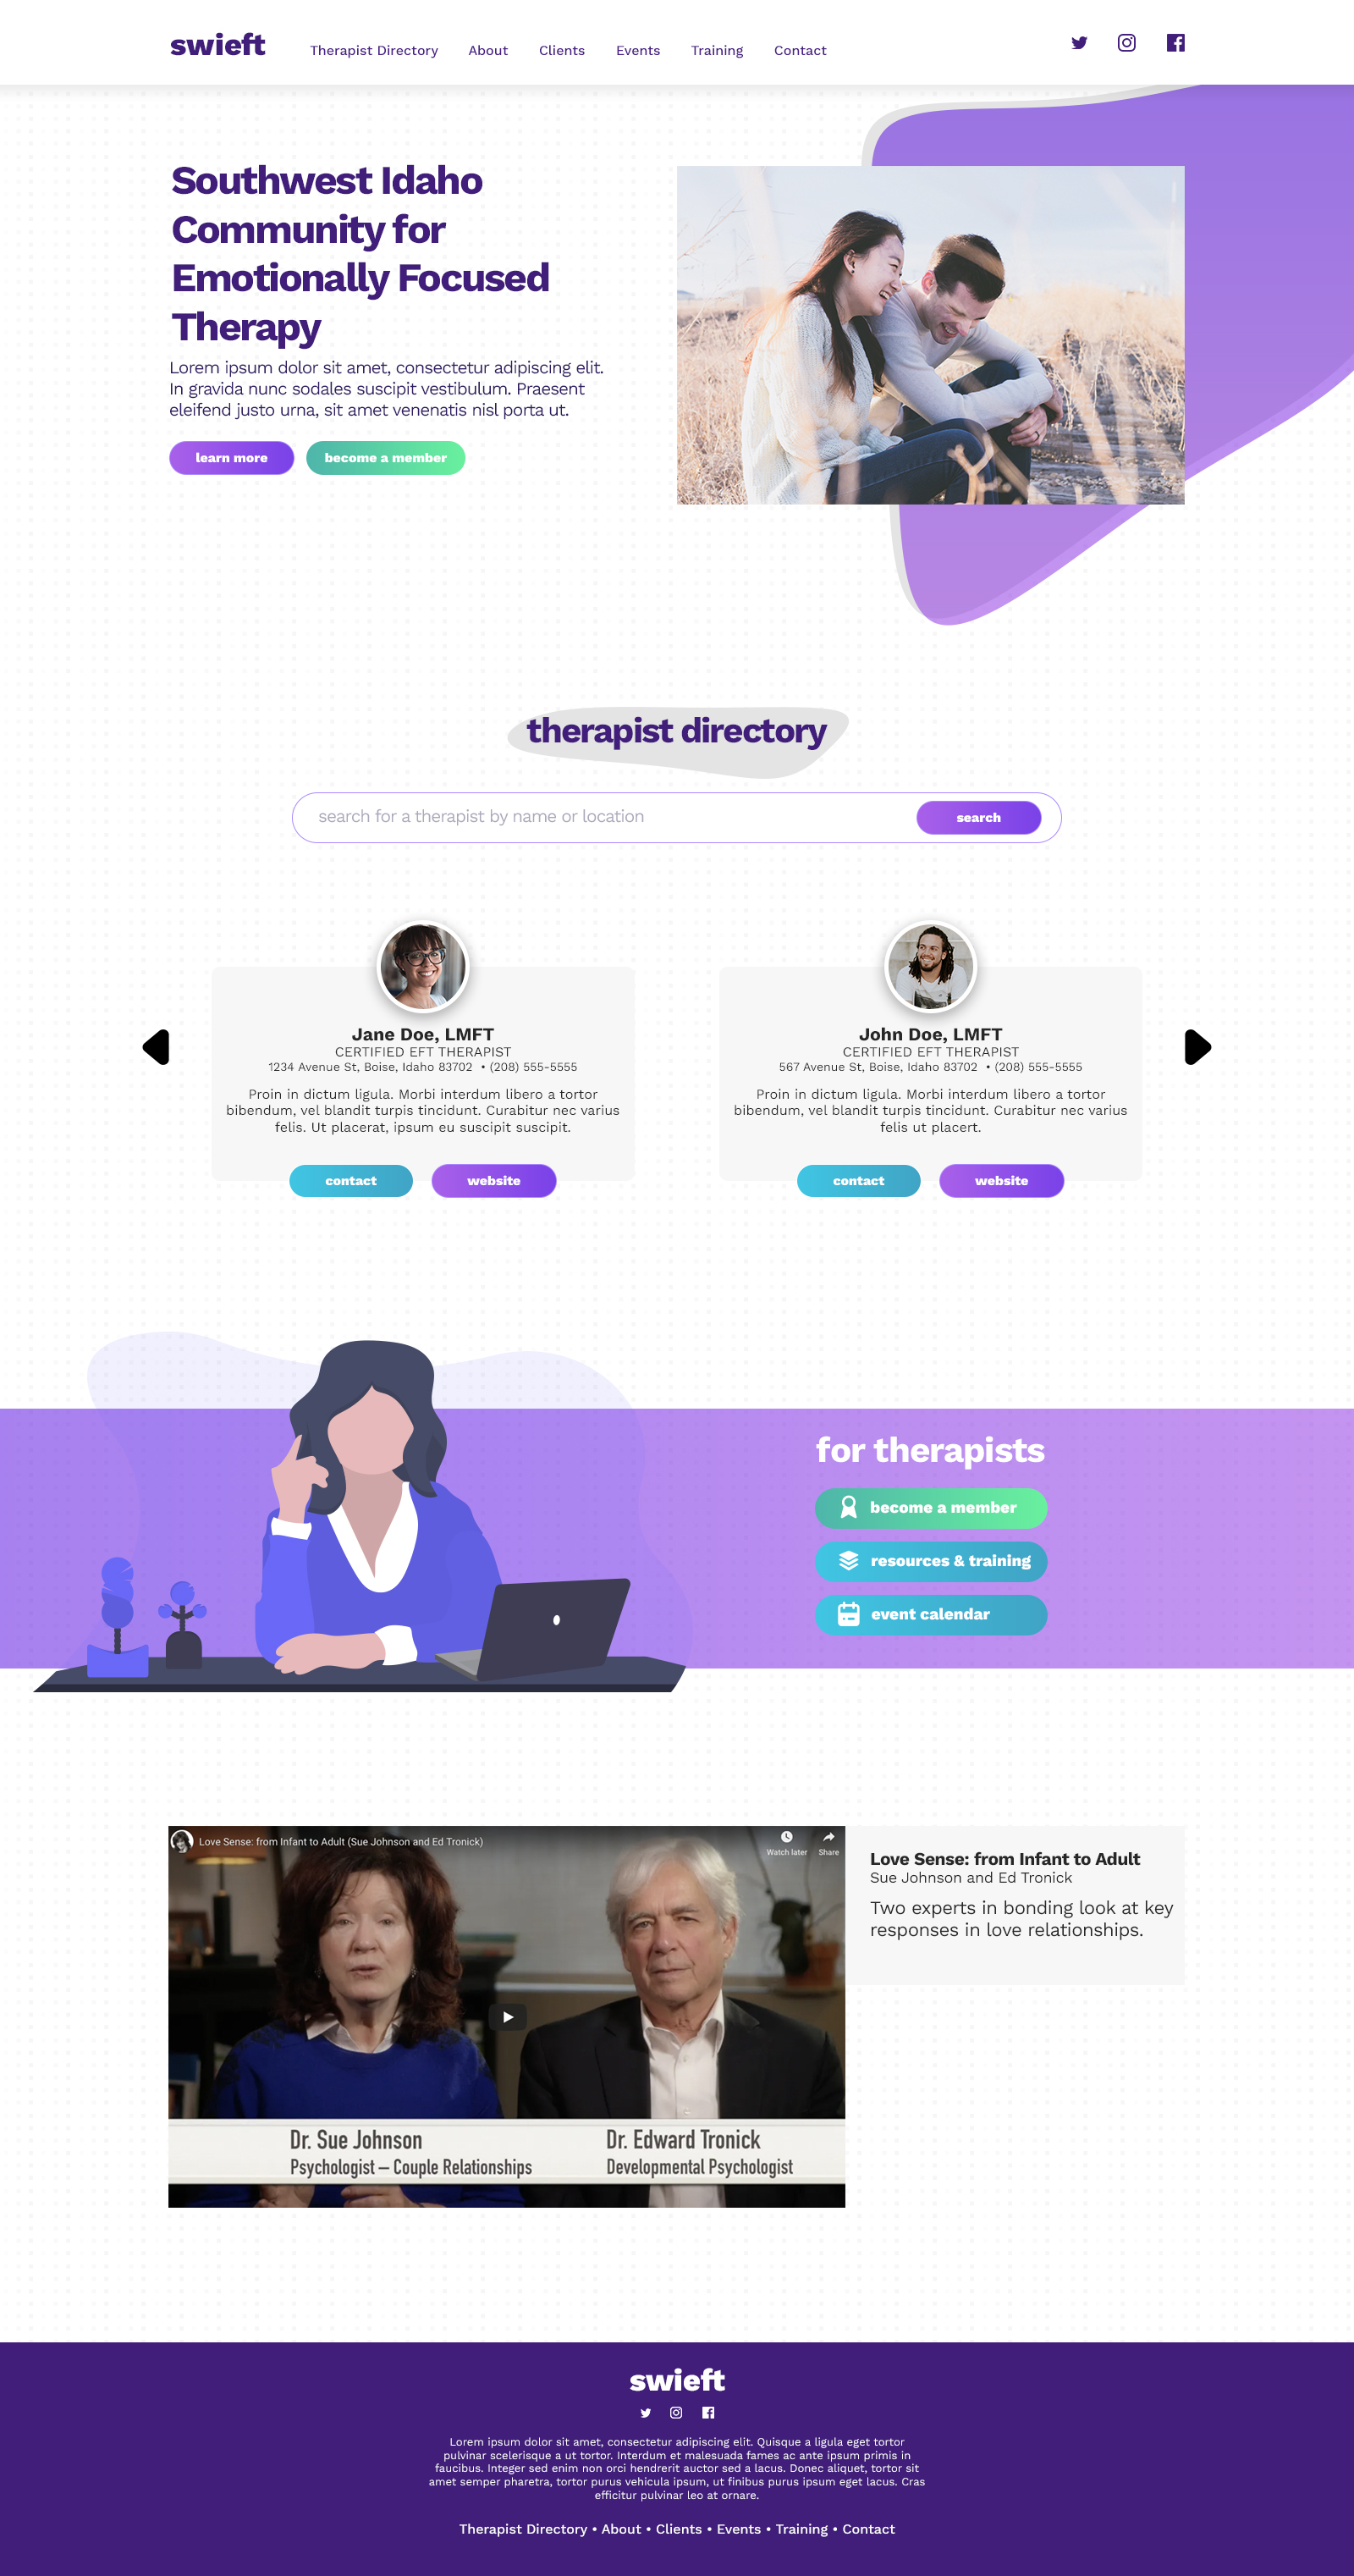 swieft
Therapist Directory About Clients Events Training Contact
Southwest Idaho
Community for
Emotionally Focused
Therapy
Lorem ipsum dolor sit amet, consectetur adipiscing elit.
In gravida nunc sodales suscipit vestibulum. Praesent
eleifend justo urna, sit amet venenatis nisl porta ut.
learn more become a member
therapist directory
search for a therapist by name or location search
Jane Doe, LMFT
CERTIFIED EFT THERAPIST
1234 Avenue St, Boise, Idaho 83702 • (208) 555-5555
Proin in dictum ligula. Morbi interdum libero a tortor
bibendum, vel blandit turpis tincidunt. Curabitur nec varius
felis. Ut placerat, ipsum eu suscipit suscipit.
contact website
John Doe, LMFT
CERTIFIED EFT THERAPIST
567 Avenue St, Boise, Idaho 83702 • (208) 555-5555
Proin in dictum ligula. Morbi interdum libero a tortor
bibendum, vel blandit turpis tincidunt. Curabitur nec varius
felis ut placert.
contact website
for therapists
become a member
resources & training
event calendar
Love Sense: from Infant to Adult (Sue Johnson and Ed Tronick)
Watch later Share
Dr. Sue Johnson
Psychologist – Couple Relationships
Dr. Edward Tronick
Developmental Psychologist
Love Sense: from Infant to Adult
Sue Johnson and Ed Tronick
Two experts in bonding look at key
responses in love relationships.
swieft
Lorem ipsum dolor sit amet, consectetur adipiscing elit. Quisque a ligula eget tortor
pulvinar scelerisque a ut tortor. Interdum et malesuada fames ac ante ipsum primis in
faucibus. Integer sed enim non orci hendrerit auctor sed a lacus. Donec aliquet, tortor sit
amet semper pharetra, tortor purus vehicula ipsum, ut finibus purus ipsum eget lacus. Cras
efficitur pulvinar leo at ornare.
Therapist Directory • About • Clients • Events • Training • Contact